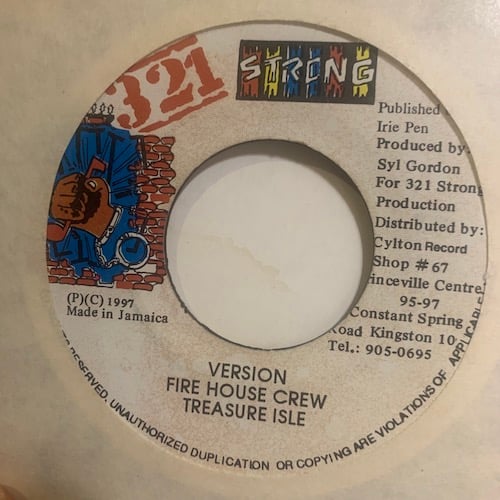 321
STRONG
Published
Irie Pen
Produced by
Syl Gordon
For 321 Strong
Production
Distributed by:
Cylton Record
Shop # 67
inceville Centre
95-97
Constant Spring
Road Kingston 10
Tel.: 905-0695
(P)(C) 1997
Made in Jamaica
VERSION
FIRE HOUSE CREW
TREASURE ISLE
RESERVED. UNAUTHORIZED DUPLICATION OR COPYING ARE VIOLATIONS OF APPLICABLE